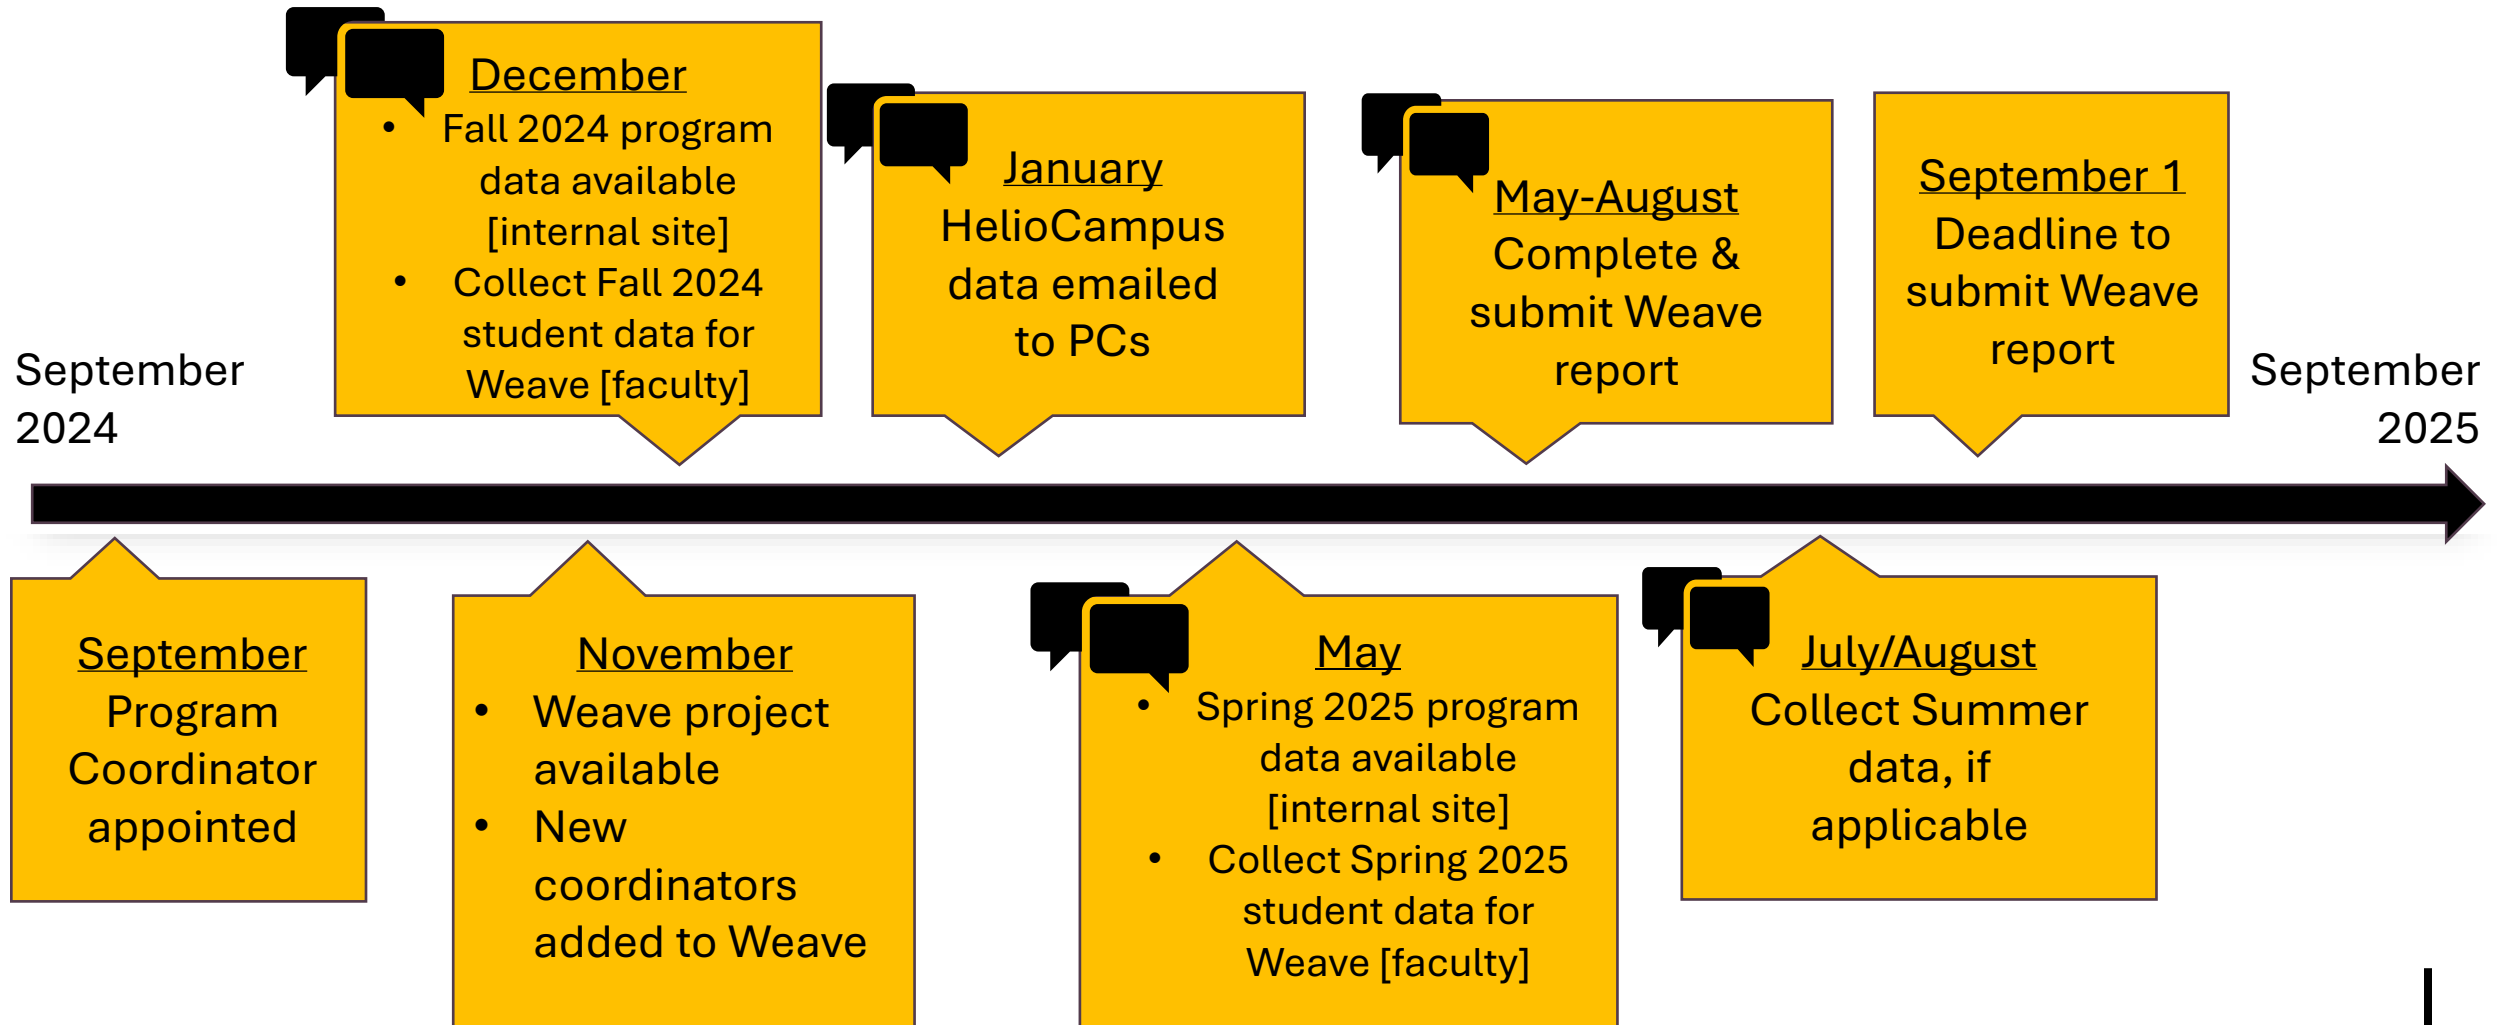 December
• Fall 2024 program
data available
[internal site]
• Collect Fall 2024
student data for
Weave [faculty]
January
HelioCampus
data emailed
to PCs
May-August
Complete &
submit Weave
report
September 1
Deadline to
submit Weave
report
September
2024
September
2025
September
Program
Coordinator
appointed
November
• Weave project
available
• New
coordinators
added to Weave
May
• Spring 2025 program
data available
[internal site]
• Collect Spring 2025
student data for
Weave [faculty]
July/August
Collect Summer
data, if
applicable